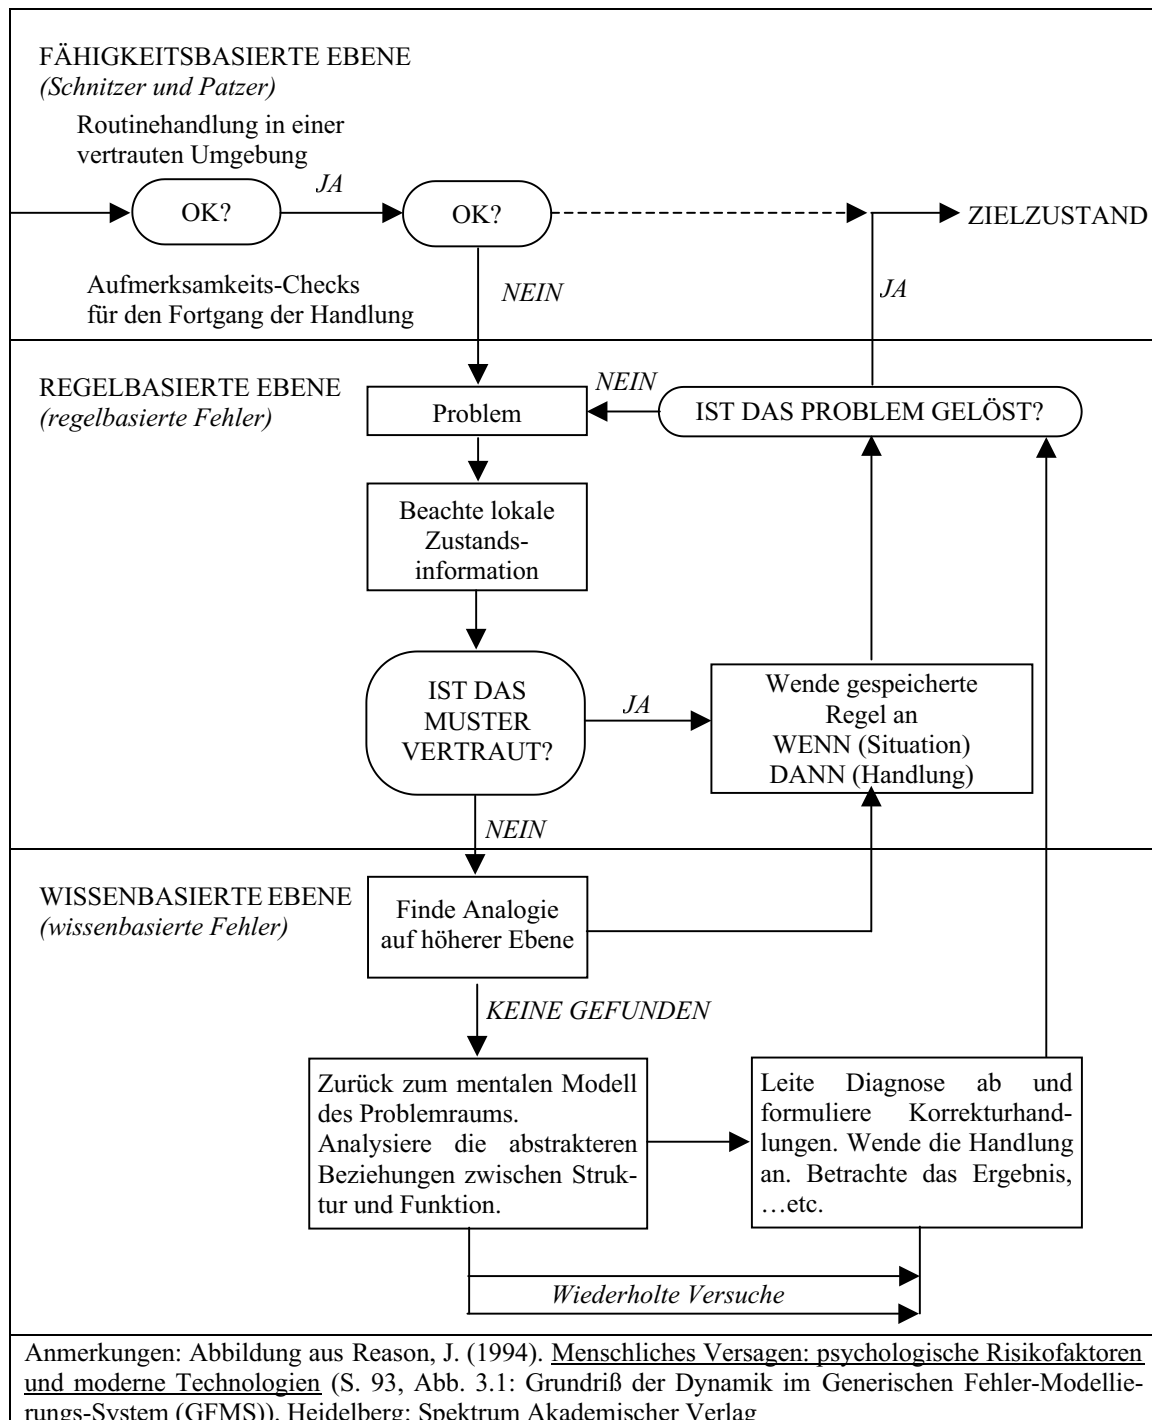 FÄHIGKEITSBASIERTE EBENE
(Schnitzer und Patzer)
Routinehandlung in einer
vertrauten Umgebung
JA
OK?
OK?
ZIELZUSTAND
Aufmerksamkeits-Checks
für den Fortgang der Handlung
NEIN
JA
REGELBASIERTE EBENE
(regelbasierte Fehler)
NEIN
Problem
IST DAS PROBLEM GELÖST?
Beachte lokale
Zustands-
information
IST DAS
MUSTER
VERTRAUT?
JA
Wende gespeicherte
Regel an
WENN (Situation)
DANN (Handlung)
NEIN
WISSENBASIERTE EBENE
(wissenbasierte Fehler)
Finde Analogie
auf höherer Ebene
KEINE GEFUNDEN
Zurück zum mentalen Modell
des Problemraums.
Analysiere die abstrakteren
Beziehungen zwischen Struk-
tur und Funktion.
Leite Diagnose ab und
formuliere Korrekturhand-
lungen. Wende die Handlung
an. Betrachte das Ergebnis,
…etc.
Wiederholte Versuche
Anmerkungen: Abbildung aus Reason, J. (1994). Menschliches Versagen: psychologische Risikofaktoren
und moderne Technologien (S. 93, Abb. 3.1: Grundriß der Dynamik im Generischen Fehler-Modellie-
rungs-System (GFMS)). Heidelberg: Spektrum Akademischer Verlag